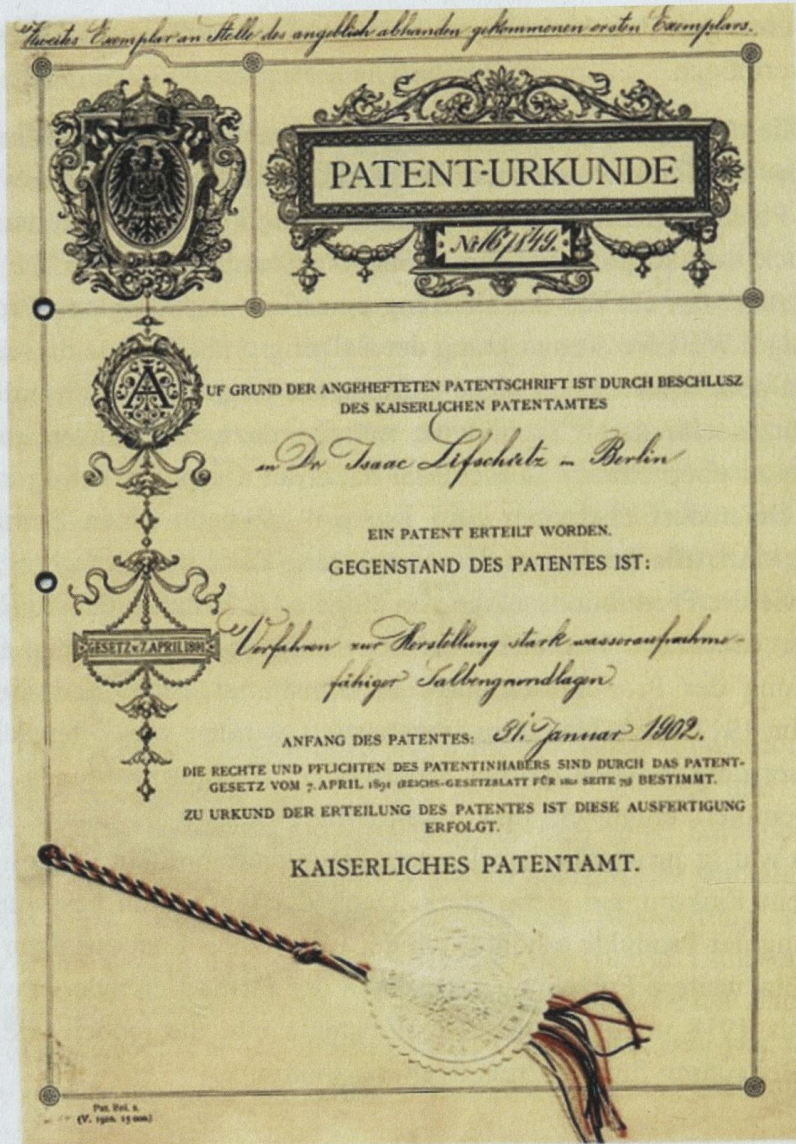 Zweites Exemplar an Stelle des angeblich abhanden gekommenen ersten Exemplars.
PATENT-URKUNDE
No 167849.
AUF GRUND DER ANGEHEFTETEN PATENTSCHRIFT IST DURCH BESCHLUSZ
DES KAISERLICHEN PATENTAMTES
an Dr Isaac Lifschütz in Berlin
EIN PATENT ERTEILT WORDEN.
GEGENSTAND DES PATENTES IST:
GESETZ v. 7. APRIL 1891
Verfahren zur Herstellung stark wasseraufnahme-
fähiger Salbengrundlagen.
ANFANG DES PATENTES: 31. Januar 1902.
DIE RECHTE UND PFLICHTEN DES PATENTINHABERS SIND DURCH DAS PATENT-
GESETZ VOM 7. APRIL 1891 (REICHS-GESETZBLATT FÜR 1891 SEITE 79) BESTIMMT.
ZU URKUND DER ERTEILUNG DES PATENTES IST DIESE AUSFERTIGUNG
ERFOLGT.
KAISERLICHES PATENTAMT.